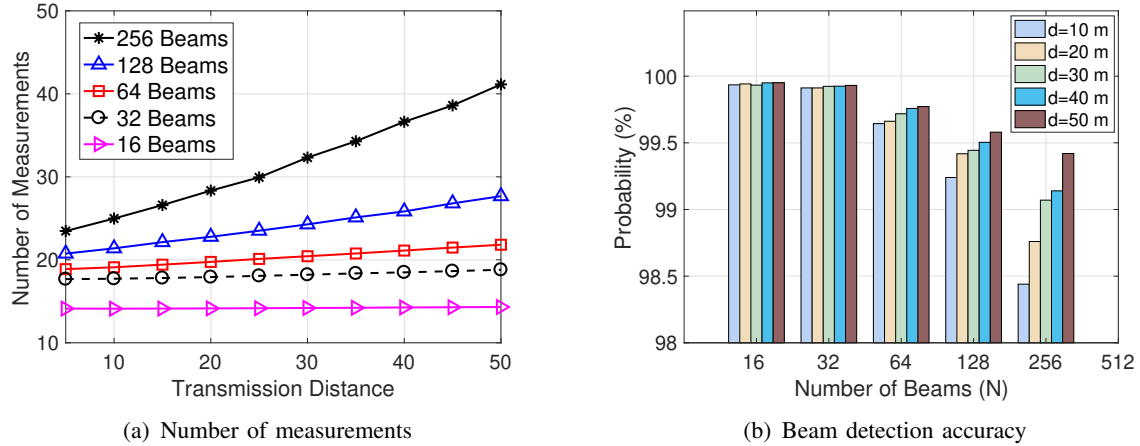 50
40
30
20
10
Number of Measurements
256 Beams
128 Beams
64 Beams
32 Beams
16 Beams
10 20 30 40 50
Transmission Distance
(a) Number of measurements
100
99.5
99
98.5
98
Probability (%)
d=10 m
d=20 m
d=30 m
d=40 m
d=50 m
16 32 64 128 256 512
Number of Beams (N)
(b) Beam detection accuracy